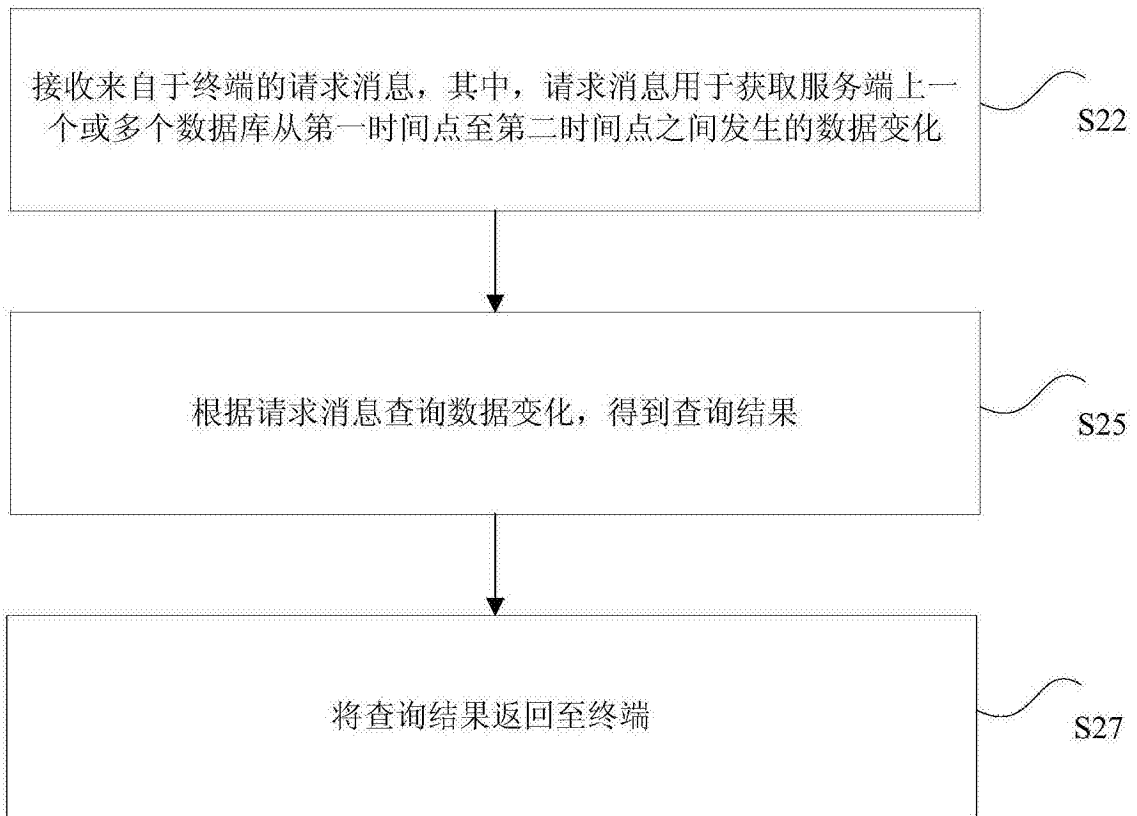 接收来自于终端的请求消息，其中，请求消息用于获取服务端上一
个或多个数据库从第一时间点至第二时间点之间发生的数据变化
S22
根据请求消息查询数据变化，得到查询结果
S25
将查询结果返回至终端
S27